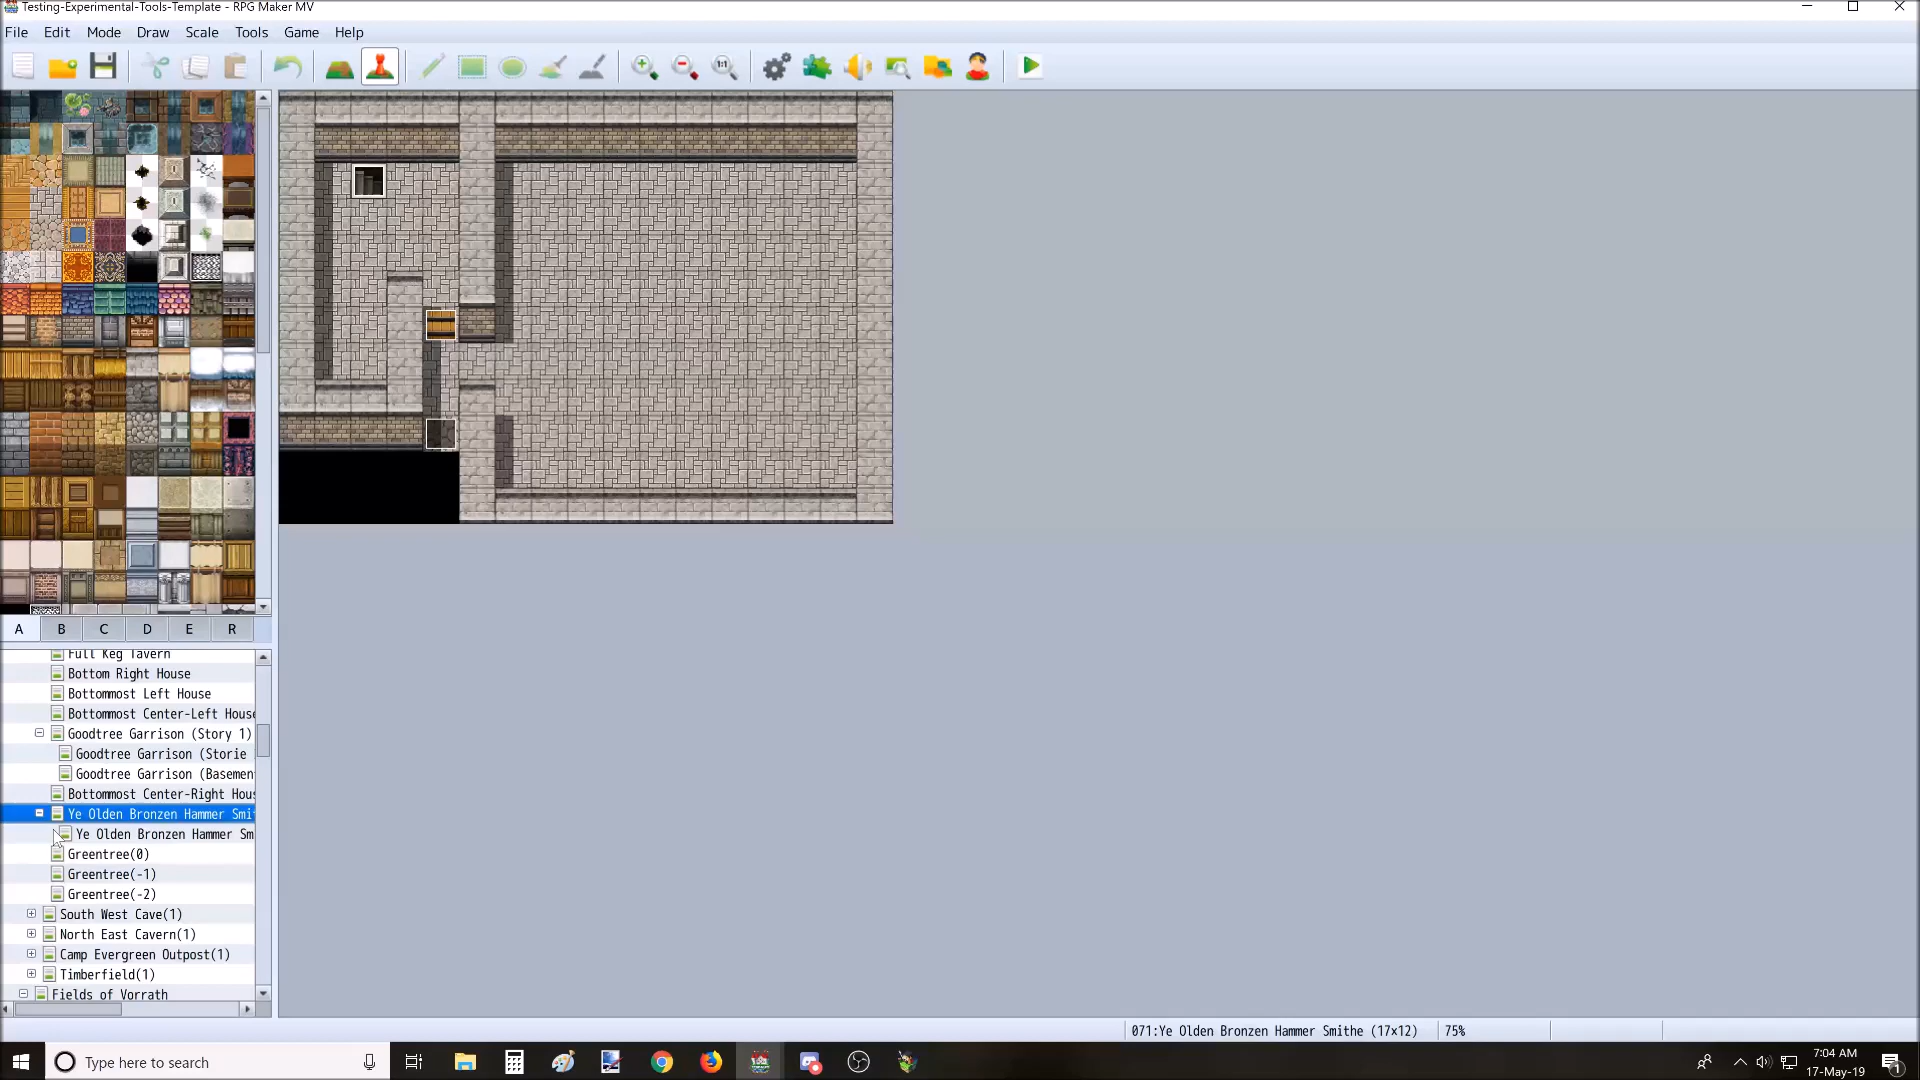 Testing-Experimental-Tools-Template - RPG Maker MV
File Edit Mode Draw Scale Tools Game Help
1:1
A B C D E R
Full Keg Tavern
Bottom Right House
Bottommost Left House
Bottommost Center-Left House
Goodtree Garrison (Story 1)
Goodtree Garrison (Storie
Goodtree Garrison (Basemen
Bottommost Center-Right Hous
Ye Olden Bronzen Hammer Smi
Ye Olden Bronzen Hammer Sm
Greentree(0)
Greentree(-1)
Greentree(-2)
South West Cave(1)
North East Cavern(1)
Camp Evergreen Outpost(1)
Timberfield(1)
Fields of Vorrath
071:Ye Olden Bronzen Hammer Smithe (17x12) 75%
Type here to search
7:04 AM
17-May-19
1